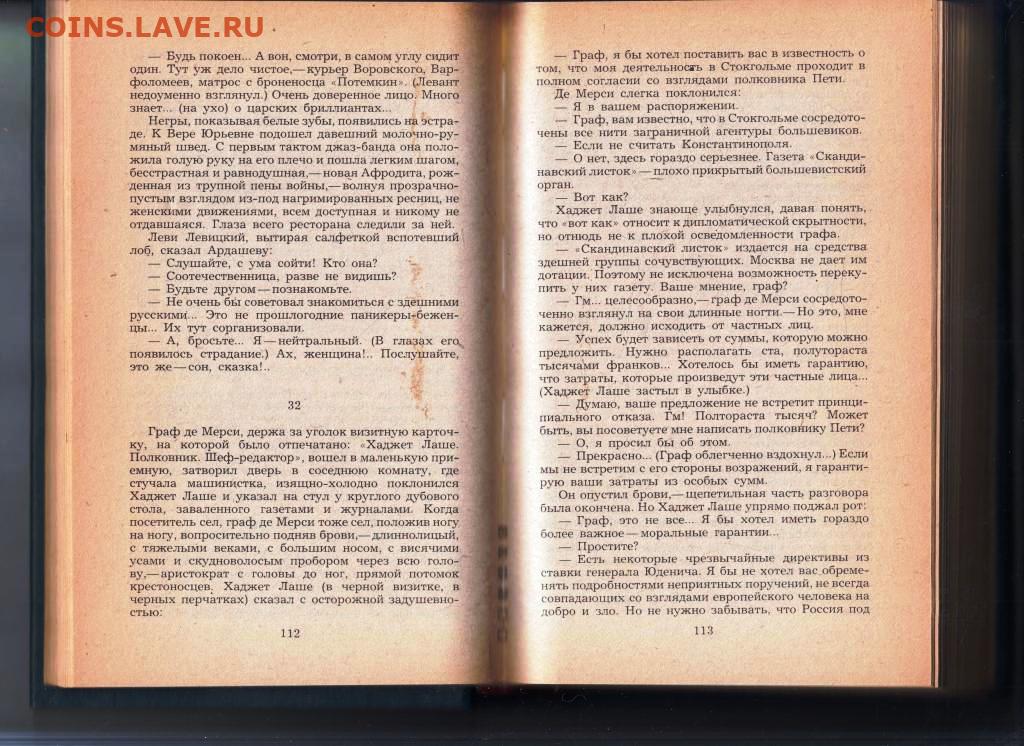 COINS.LAVE.RU
— Будь покоен... А вон, смотри, в самом углу сидит
один. Тут уж дело чистое,— курьер Воровского, Вар-
фоломеев, матрос с броненосца «Потемкин». (Левант
недоуменно взглянул.) Очень доверенное лицо. Много
знает... (на ухо) о царских бриллиантах...
Негры, показывая белые зубы, появились на эстра-
де. К Вере Юрьевне подошел давешний молочно-ру-
мяный швед. С первым тактом джаз-банда она поло-
жила голую руку на его плечо и пошла легким шагом,
бесстрастная и равнодушная,— новая Афродита, рож-
денная из трупной пены войны,— волнуя прозрачно-
пустым взглядом из-под нагримированных ресниц, не
женскими движениями, всем доступная и никому не
отдавшаяся. Глаза всего ресторана следили за ней.
Леви Левицкий, вытирая салфеткой вспотевший
лоб, сказал Ардашеву:
— Слушайте, с ума сойти! Кто она?
— Соотечественница, разве не видишь?
— Будьте другом — познакомьте.
— Не очень бы советовал знакомиться с здешними
русскими... Это не прошлогодние паникеры-бежен-
цы... Их тут сорганизовали.
— А, бросьте... Я — нейтральный. (В глазах его
появилось страдание.) Ах, женщина!.. Послушайте,
это же — сон, сказка!..
32
Граф де Мерси, держа за уголок визитную карточ-
ку, на которой было отпечатано: «Хаджет Лаше.
Полковник. Шеф-редактор», вошел в маленькую при-
емную, затворил дверь в соседнюю комнату, где
стучала машинистка, изящно-холодно поклонился
Хаджет Лаше и указал на стул у круглого дубового
стола, заваленного газетами и журналами. Когда
посетитель сел, граф де Мерси тоже сел, положив ногу
на ногу, вопросительно подняв брови,— длиннолицый,
с тяжелыми веками, с большим носом, с висячими
усами и скудноволосым пробором через всю голо-
ву,— аристократ с головы до ног, прямой потомок
крестоносцев. Хаджет Лаше (в черной визитке, в
черных перчатках) сказал с осторожной задушевно-
стью:
112
— Граф, я бы хотел поставить вас в известность о
том, что моя деятельность в Стокгольме проходит в
полном согласии со взглядами полковника Пети.
Де Мерси слегка поклонился:
— Я в вашем распоряжении.
— Граф, вам известно, что в Стокгольме сосредото-
чены все нити заграничной агентуры большевиков.
— Если не считать Константинополя.
— О нет, здесь гораздо серьезнее. Газета «Сканди-
навский листок» — плохо прикрытый большевистский
орган.
— Вот как?
Хаджет Лаше знающе улыбнулся, давая понять,
что «вот как» относит к дипломатической скрытности,
но отнюдь не к плохой осведомленности графа.
— «Скандинавский листок» издается на средства
здешней группы сочувствующих. Москва не дает им
дотации. Поэтому не исключена возможность переку-
пить у них газету. Ваше мнение, граф?
— Гм... целесообразно,— граф де Мерси сосредото-
ченно взглянул на свои длинные ногти.— Но это, мне
кажется, должно исходить от частных лиц.
— Успех будет зависеть от суммы, которую можно
предложить. Нужно располагать ста, полутораста
тысячами франков... Хотелось бы иметь гарантию,
что затраты, которые произведут эти частные лица...
(Хаджет Лаше застыл в улыбке.)
— Думаю, ваше предложение не встретит принци-
пиального отказа. Гм! Полтораста тысяч? Может
быть, вы посоветуете мне написать полковнику Пети?
— О, я просил бы об этом.
— Прекрасно... (Граф облегченно вздохнул...) Если
мы не встретим с его стороны возражений, я гаранти-
рую ваши затраты из особых сумм.
Он опустил брови,— щепетильная часть разговора
была окончена. Но Хаджет Лаше упрямо поджал рот:
— Граф, это не все... Я бы хотел иметь гораздо
более важное — моральные гарантии...
— Простите?
— Есть некоторые чрезвычайные директивы из
ставки генерала Юденича. Я бы не хотел вас обреме-
нять подробностями неприятных поручений, не всегда
совпадающих со взглядами европейского человека на
добро и зло. Но не нужно забывать, что Россия под
113